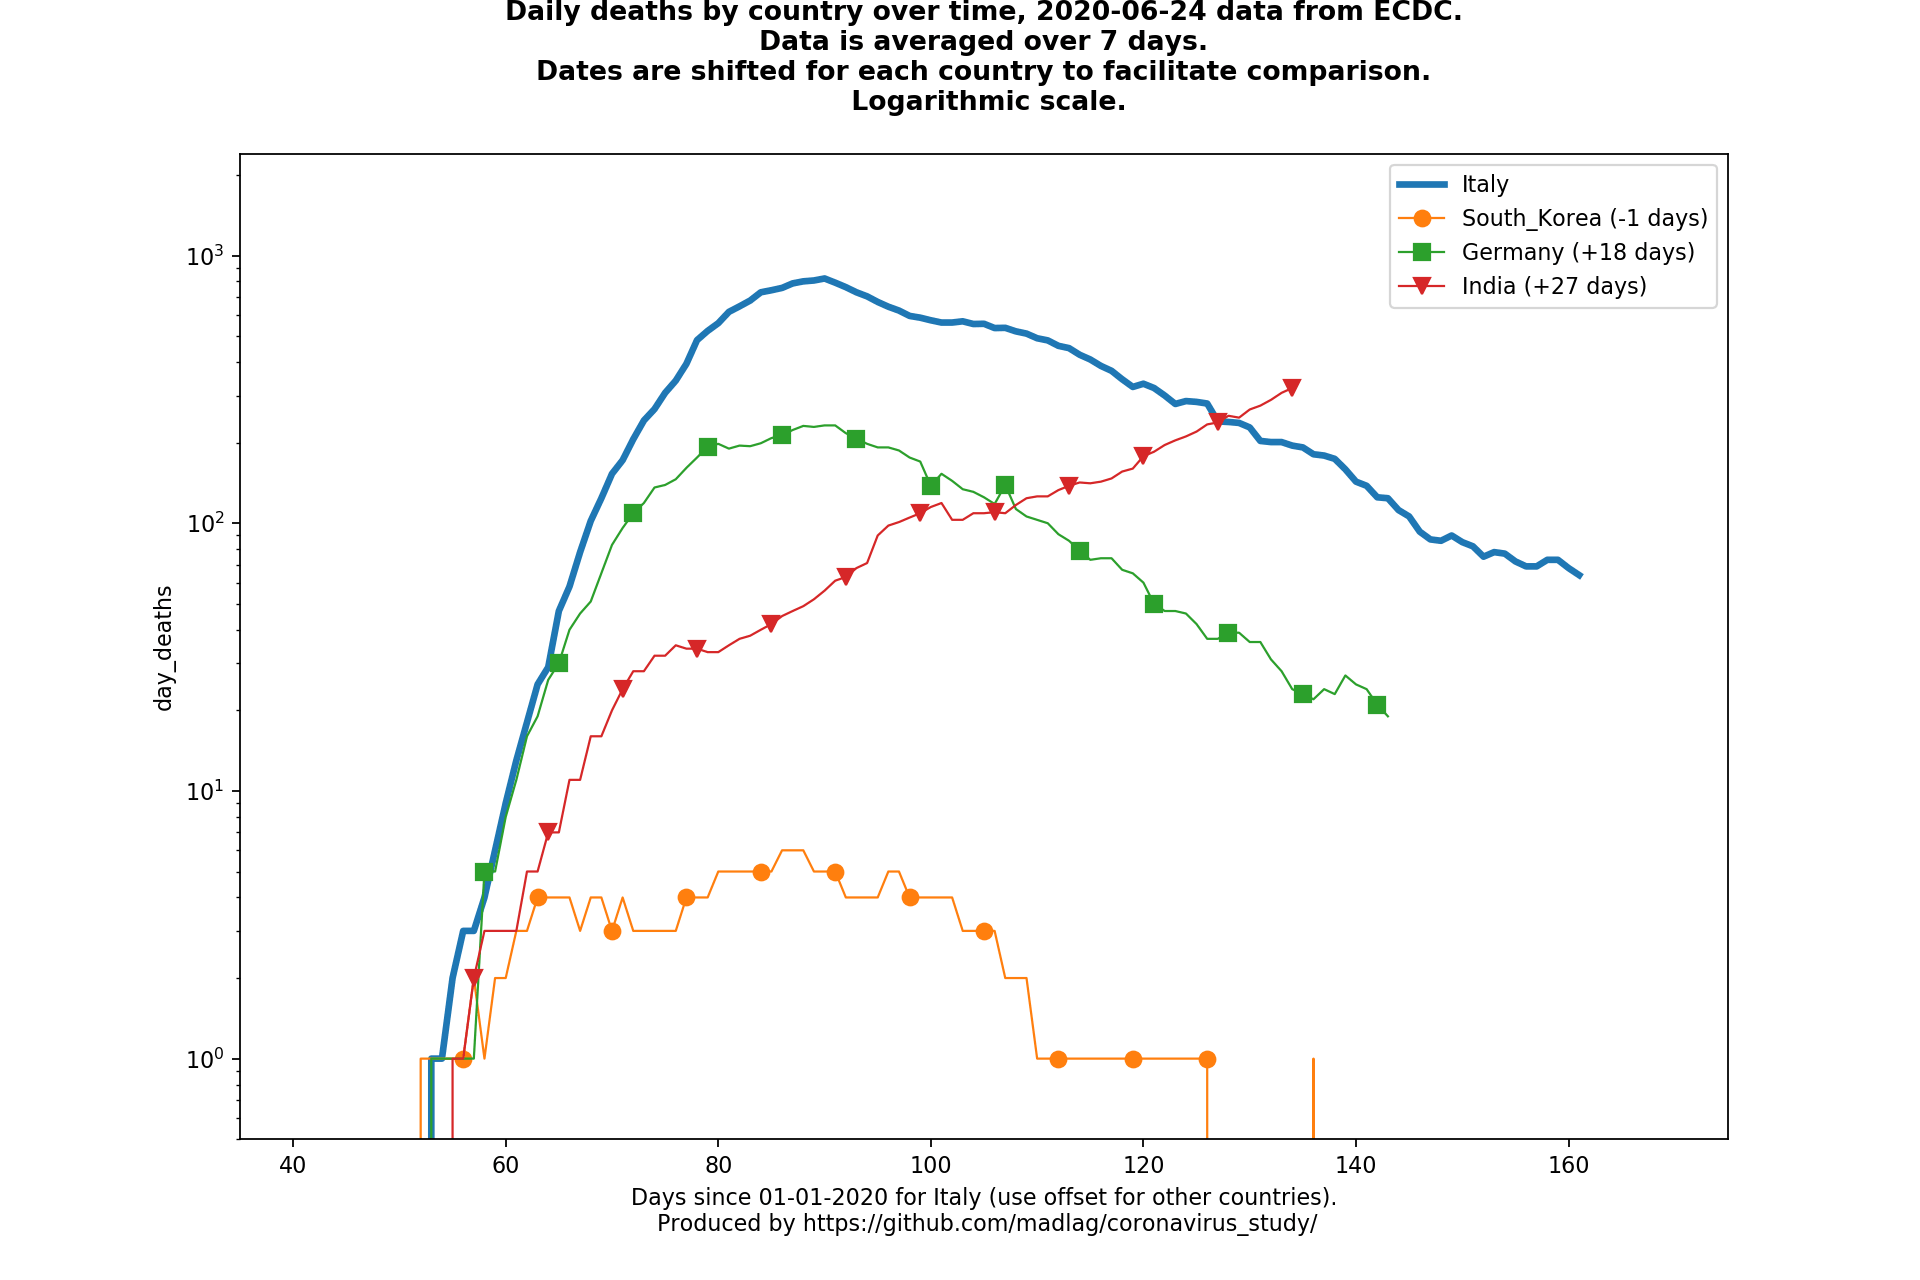 Daily deaths by country over time, 2020-06-24 data from ECDC.
Data is averaged over 7 days.
Dates are shifted for each country to facilitate comparison.
Logarithmic scale.
Italy
South_Korea (-1 days)
Germany (+18 days)
India (+27 days)
10³
10²
10¹
10⁰
day_deaths
40 60 80 100 120 140 160
Days since 01-01-2020 for Italy (use offset for other countries).
Produced by https://github.com/madlag/coronavirus_study/